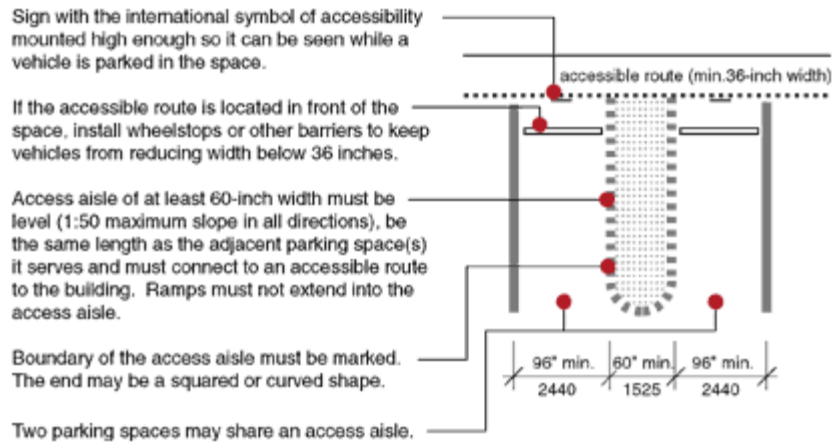 Sign with the international symbol of accessibility
mounted high enough so it can be seen while a
vehicle is parked in the space.
accessible route (min.36-inch width)
If the accessible route is located in front of the
space, install wheelstops or other barriers to keep
vehicles from reducing width below 36 inches.
Access aisle of at least 60-inch width must be
level (1:50 maximum slope in all directions), be
the same length as the adjacent parking space(s)
it serves and must connect to an accessible route
to the building. Ramps must not extend into the
access aisle.
Boundary of the access aisle must be marked.
The end may be a squared or curved shape.
96" min. 60" min. 96" min.
2440 1525 2440
Two parking spaces may share an access aisle.